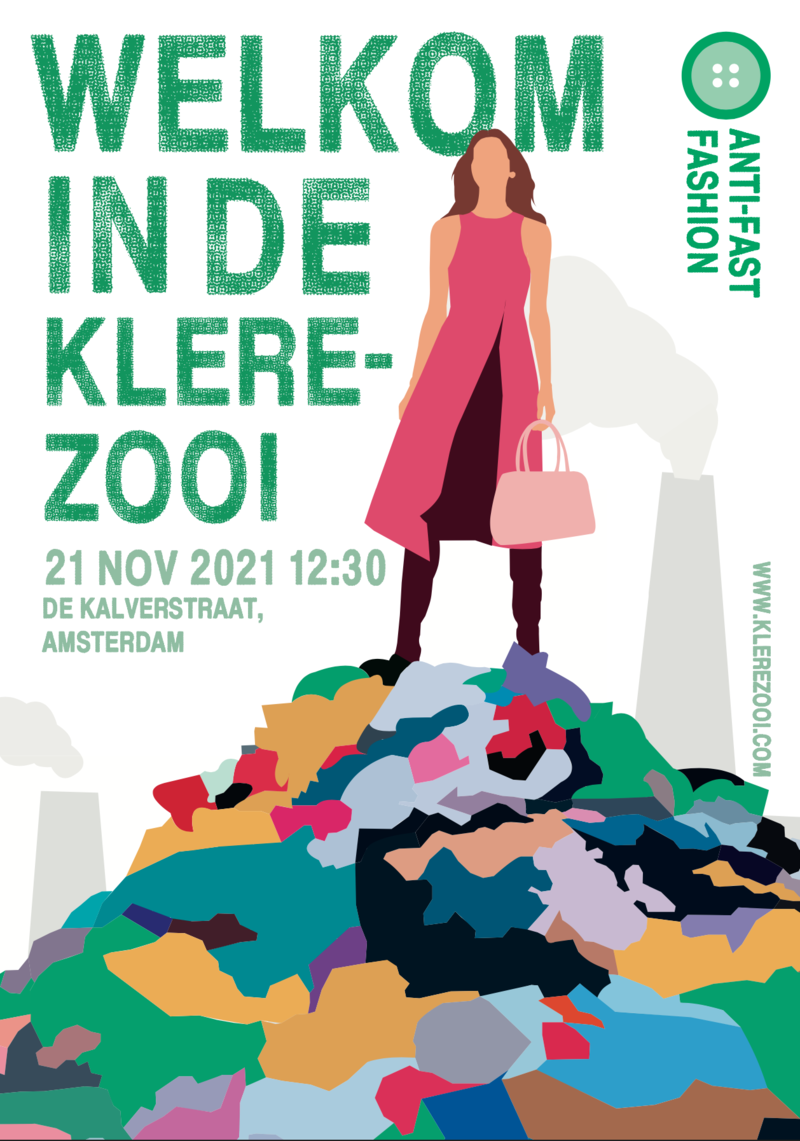 WELKOM
IN DE
KLERE-
ZOOI
21 NOV 2021 12:30
DE KALVERSTRAAT,
AMSTERDAM
ANTI-FAST
FASHION
WWW.KLEREZOOI.COM